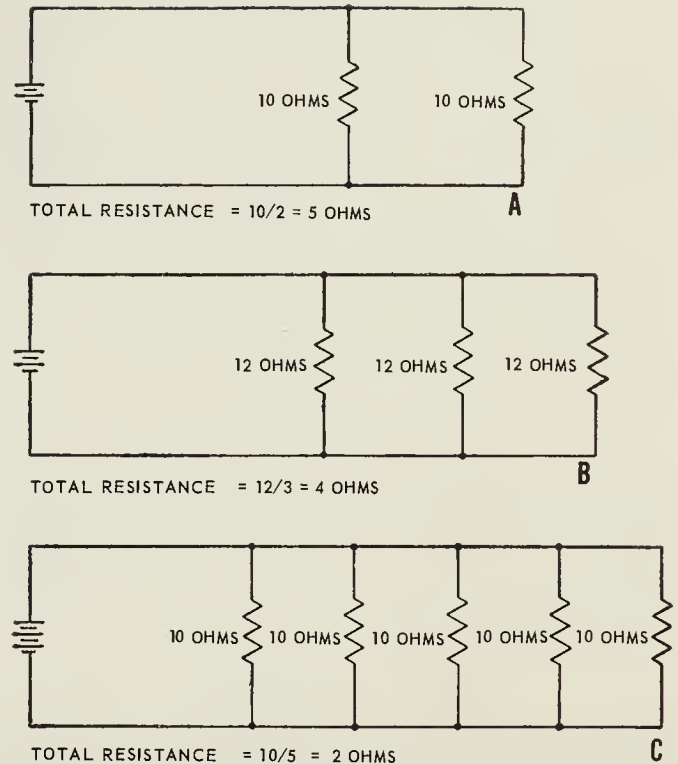 10 OHMS 10 OHMS
TOTAL RESISTANCE = 10/2 = 5 OHMS
A
12 OHMS 12 OHMS 12 OHMS
B
TOTAL RESISTANCE = 12/3 = 4 OHMS
10 OHMS 10 OHMS 10 OHMS 10 OHMS 10 OHMS
TOTAL RESISTANCE = 10/5 = 2 OHMS
C